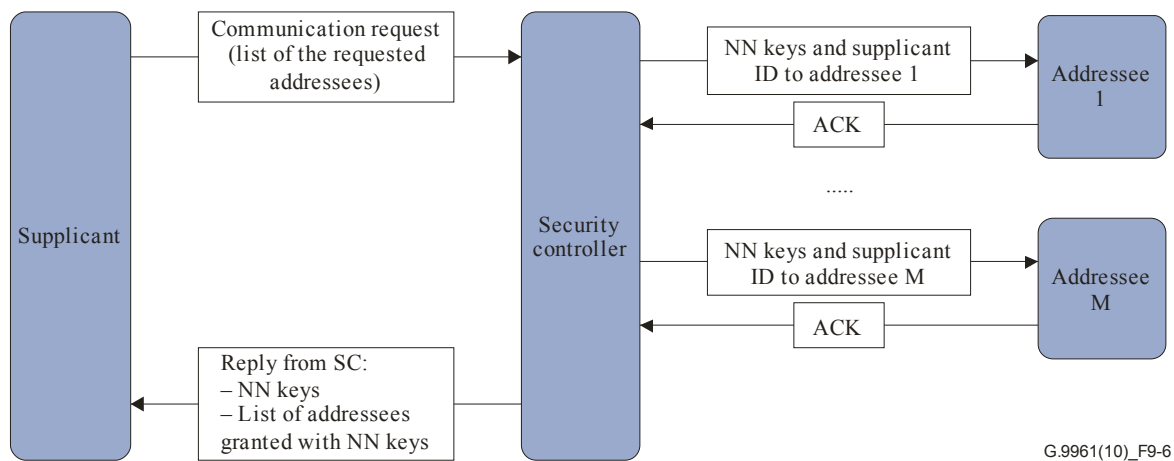 Supplicant
Communication request
(list of the requested
addressees)
Security
controller
NN keys and supplicant
ID to addressee 1
ACK
Addressee
1
.....
NN keys and supplicant
ID to addressee M
ACK
Addressee
M
Reply from SC:
– NN keys
– List of addressees
granted with NN keys
G.9961(10)_F9-6